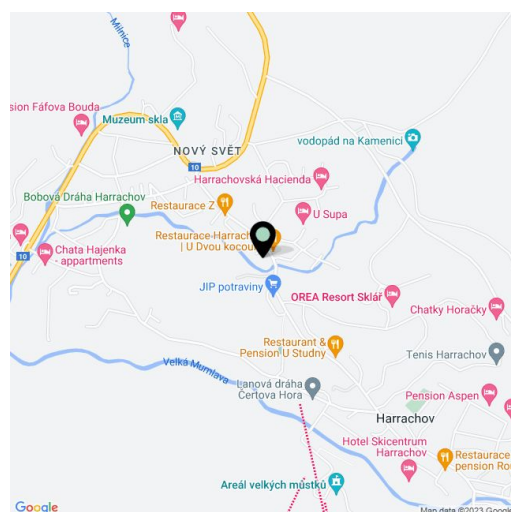 Milnice
sion Fáfova Bouda
Muzeum skla
NOVÝ SVĚT
vodopád na Kamenici
10
Harrachovská Hacienda
Bobová Dráha Harrachov
Restaurace Z
U Supa
Restaurace Harrach
| U Dvou kocou
Chata Hajenka
- appartments
10
JIP potraviny
OREA Resort Sklář
Chatky Horačky
Restaurant &
Pension U Studny
Tenis Harrachov
Velká Mumlava
Lanová dráha
Čertova Hora
Pension Aspen
Harrachov
Hotel Skicentrum
Harrachov
Restaurace
pension Rou
Areál velkých můstků
Google
Map data ©2023 Google